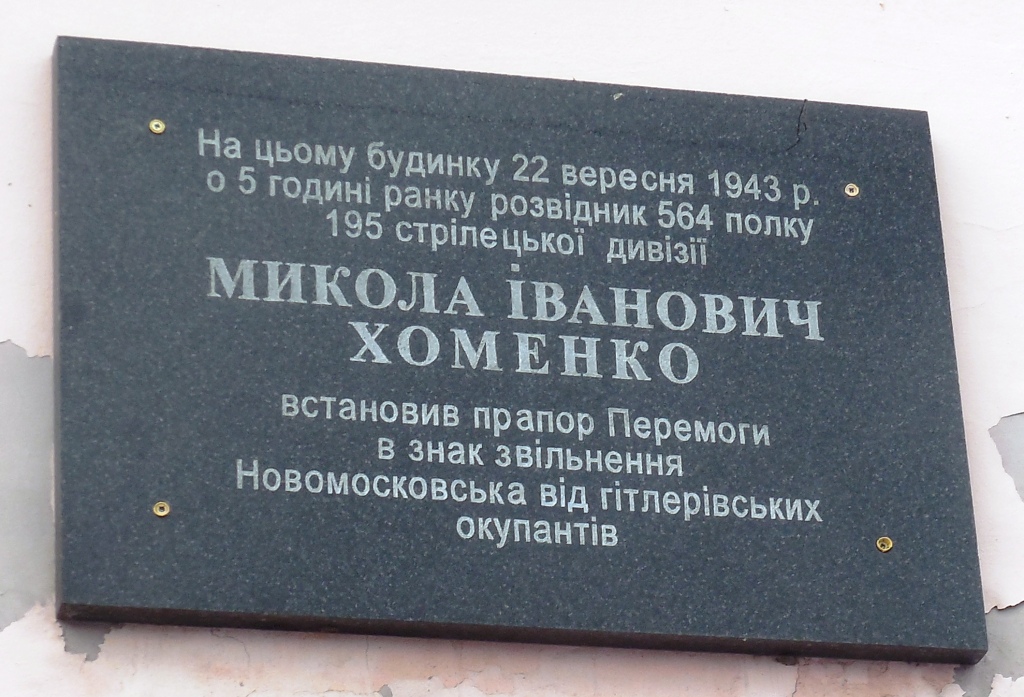 На цьому будинку 22 вересня 1943 р.
о 5 годині ранку розвідник 564 полку
195 стрілецької дивізії
МИКОЛА ІВАНОВИЧ
ХОМЕНКО
встановив прапор Перемоги
в знак звільнення
Новомосковська від гітлерівських
окупантів